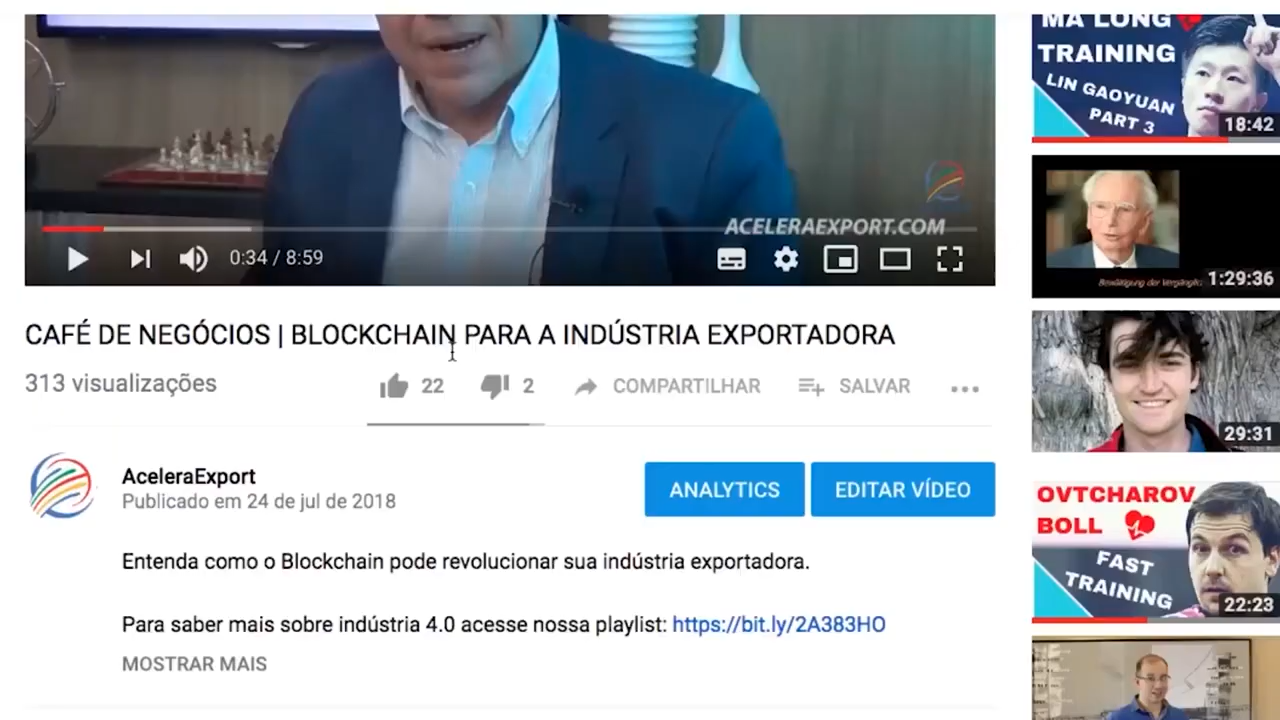 ACELERAEXPORT.COM
0:34 / 8:59
CAFÉ DE NEGÓCIOS | BLOCKCHAIN PARA A INDÚSTRIA EXPORTADORA
313 visualizações
22
2
COMPARTILHAR
SALVAR
AceleraExport
Publicado em 24 de jul de 2018
ANALYTICS
EDITAR VÍDEO
Entenda como o Blockchain pode revolucionar sua indústria exportadora.
Para saber mais sobre indústria 4.0 acesse nossa playlist: https://bit.ly/2A383HO
MOSTRAR MAIS
MA LONG
TRAINING
LIN GAOYUAN
PART 3
18:42
Bewältigung der
1:29:36
29:31
OVTCHAROV
BOLL
FAST
TRAINING
22:23